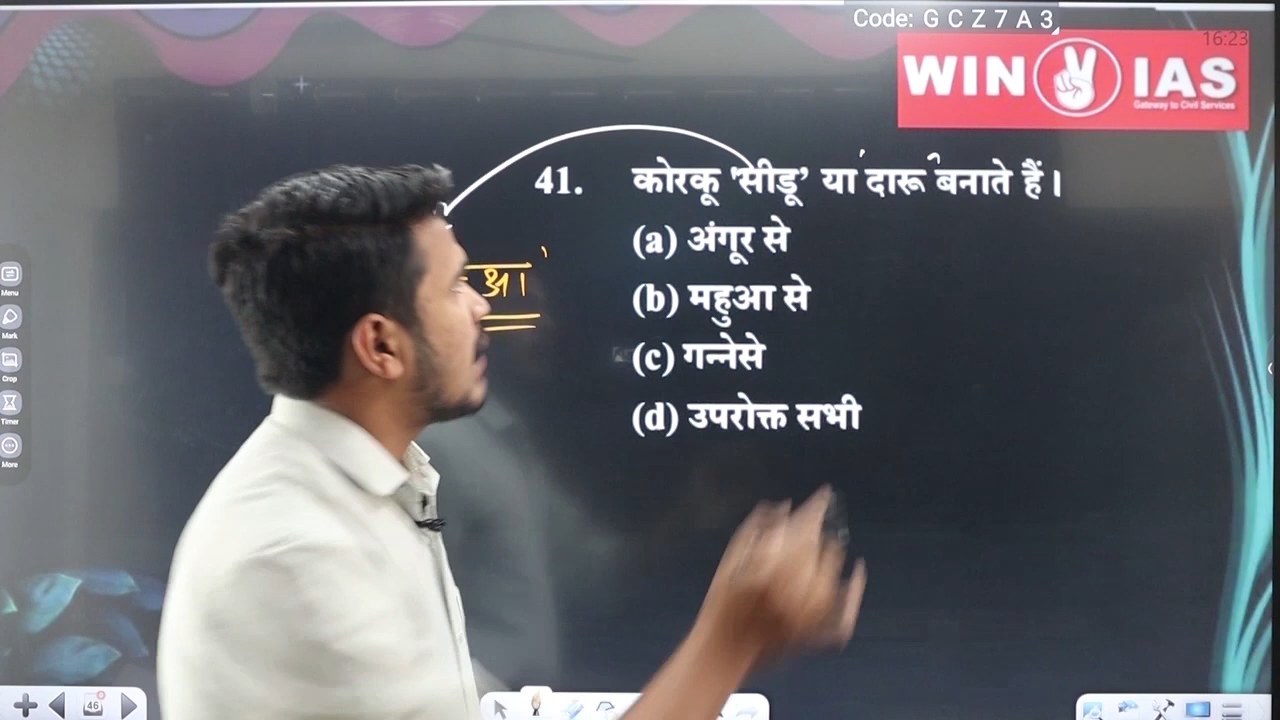 Code: G C Z 7 A 3
16:23
WIN IAS
Gateway to Civil Services
41. कोरकू 'सीडू' या दारू बनाते हैं।
(a) अंगूर से
(b) महुआ से
(c) गन्नेसे
(d) उपरोक्त सभी
आ
Menu
Mark
Crop
Timer
More
46